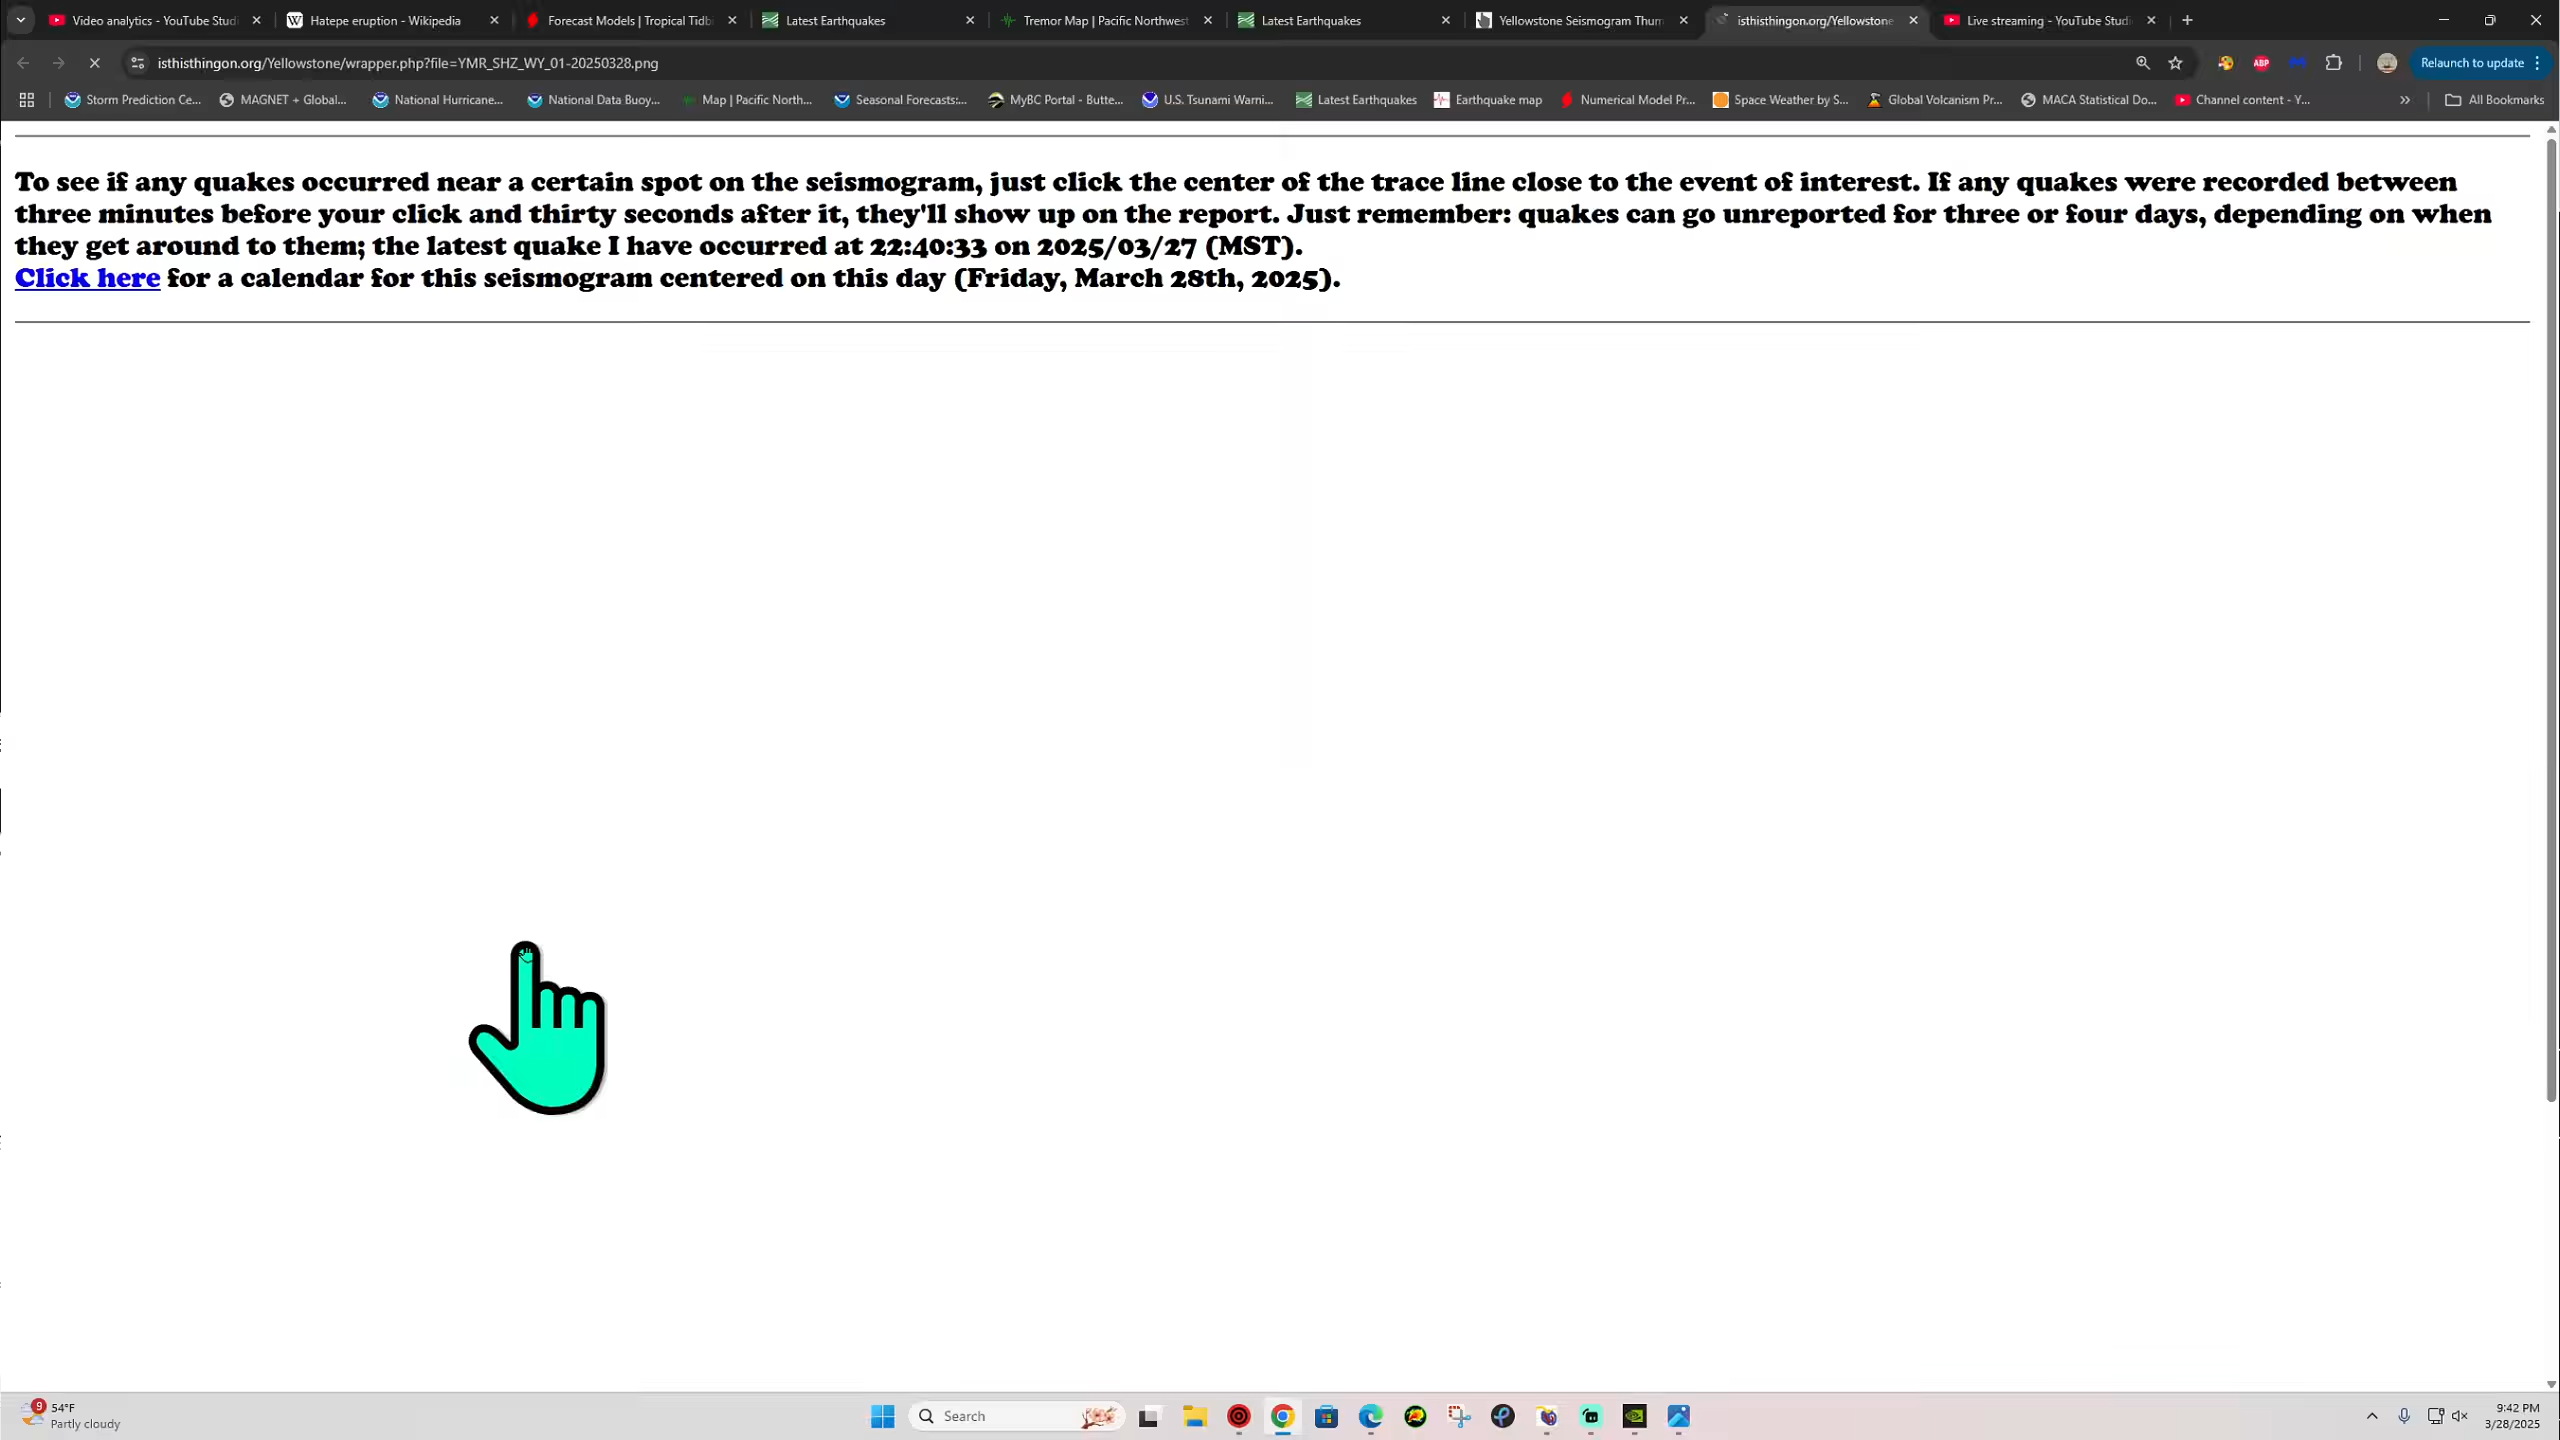 Video analytics - YouTube Studi
Hatepe eruption - Wikipedia
Forecast Models | Tropical Tidb
Latest Earthquakes
Tremor Map | Pacific Northwest
Latest Earthquakes
Yellowstone Seismogram Thum
isthisthingon.org/Yellowstone
Live streaming - YouTube Studi
isthisthingon.org/Yellowstone/wrapper.php?file=YMR_SHZ_WY_01-20250328.png
ABP
Relaunch to update
Storm Prediction Ce...
MAGNET + Global...
National Hurricane...
National Data Buoy...
Map | Pacific North...
Seasonal Forecasts:...
MyBC Portal - Butte...
U.S. Tsunami Warni...
Latest Earthquakes
Earthquake map
Numerical Model Pr...
Space Weather by S...
Global Volcanism Pr...
MACA Statistical Do...
Channel content - Y...
All Bookmarks
To see if any quakes occurred near a certain spot on the seismogram, just click the center of the trace line close to the event of interest. If any quakes were recorded between
three minutes before your click and thirty seconds after it, they'll show up on the report. Just remember: quakes can go unreported for three or four days, depending on when
they get around to them; the latest quake I have occurred at 22:40:33 on 2025/03/27 (MST).
Click here for a calendar for this seismogram centered on this day (Friday, March 28th, 2025).
9
54°F
Partly cloudy
Search
9:42 PM
3/28/2025